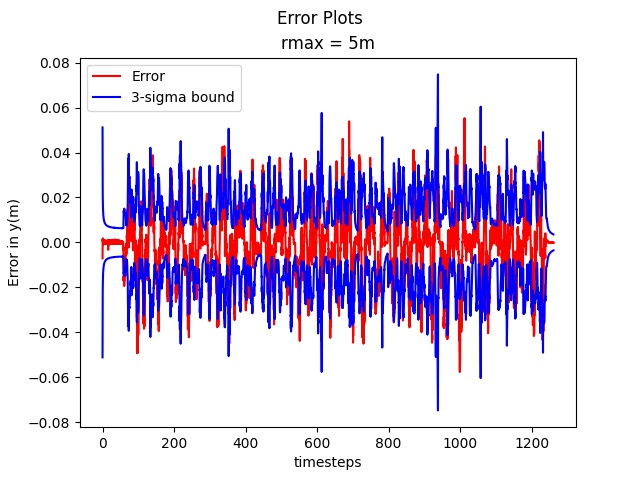 Error Plots
rmax = 5m
Error
3-sigma bound
0.08
0.06
0.04
0.02
0.00
−0.02
−0.04
−0.06
−0.08
Error in y(m)
0 200 400 600 800 1000 1200
timesteps